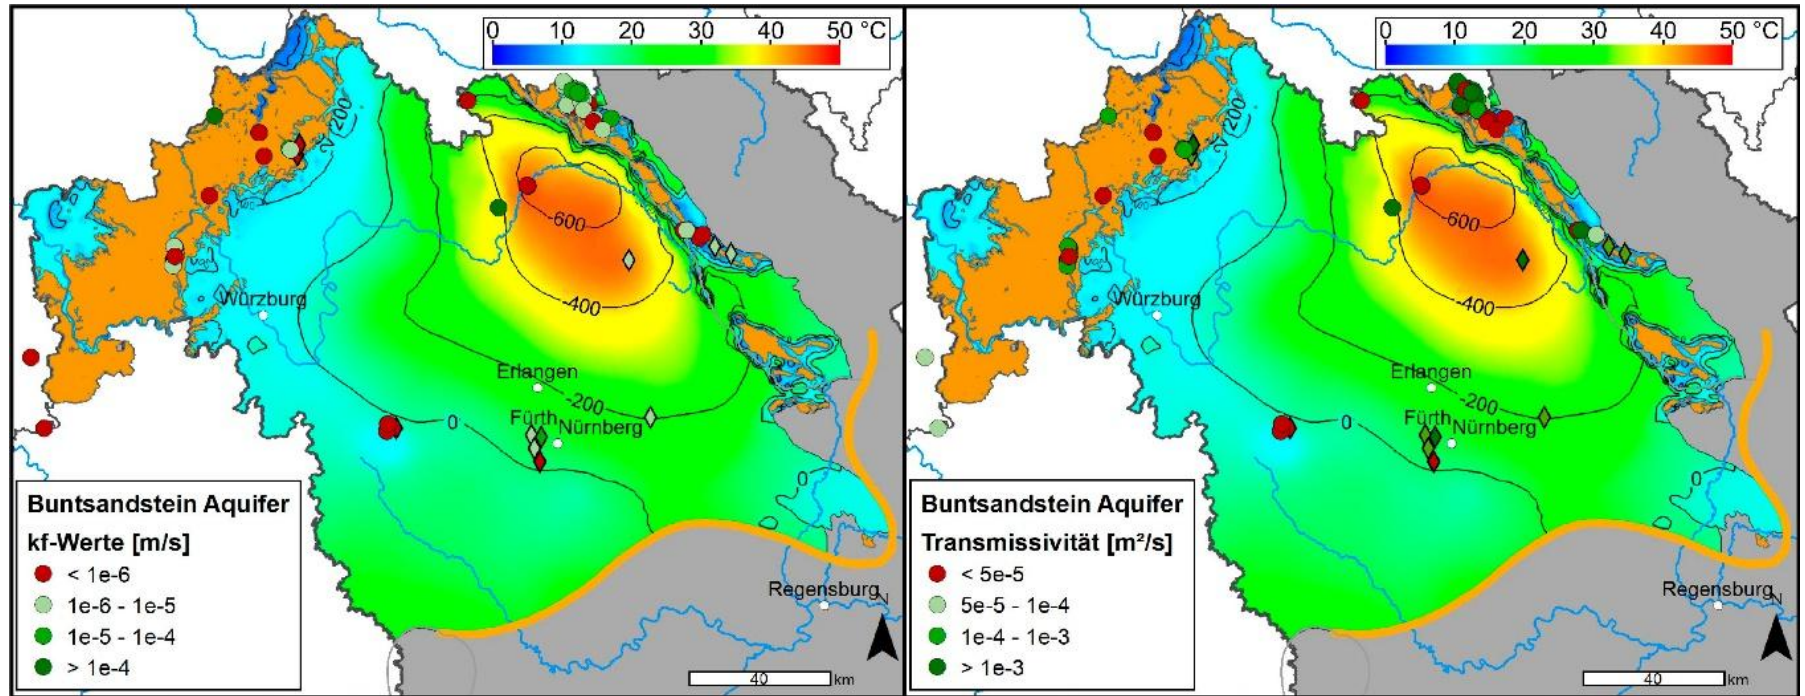 0 10 20 30 40 50 °C
-200
-600
-400
Würzburg
Erlangen
-200
0
Fürth
Nürnberg
0
Regensburg
N
40 km
Buntsandstein Aquifer
kf-Werte [m/s]
< 1e-6
1e-6 - 1e-5
1e-5 - 1e-4
> 1e-4
0 10 20 30 40 50 °C
-200
-600
-400
Würzburg
Erlangen
-200
0
Fürth
Nürnberg
0
Regensburg
N
40 km
Buntsandstein Aquifer
Transmissivität [m²/s]
< 5e-5
5e-5 - 1e-4
1e-4 - 1e-3
> 1e-3